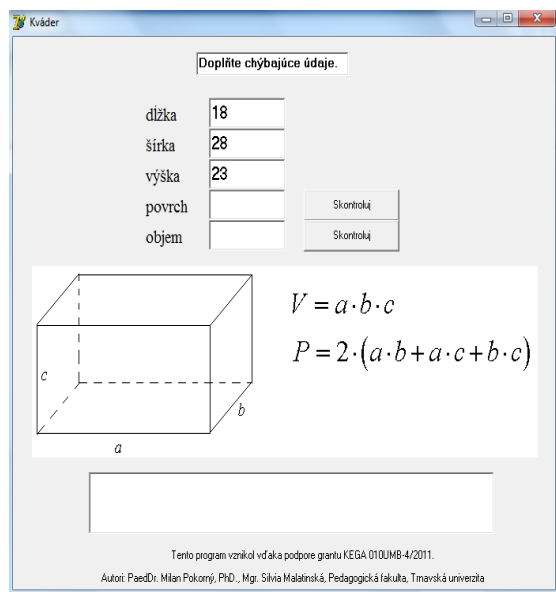 Kváder
Doplňte chýbajúce údaje.
dĺžka 18
šírka 28
výška 23
povrch Skontroluj
objem Skontroluj
V = a·b·c
P = 2·(a·b+a·c+b·c)
c
b
a
Tento program vznikol vďaka podpore grantu KEGA 010UMB-4/2011.
Autori: PaedDr. Milan Pokorný, PhD., Mgr. Silvia Malatinská, Pedagogická fakulta, Trnavská univerzita